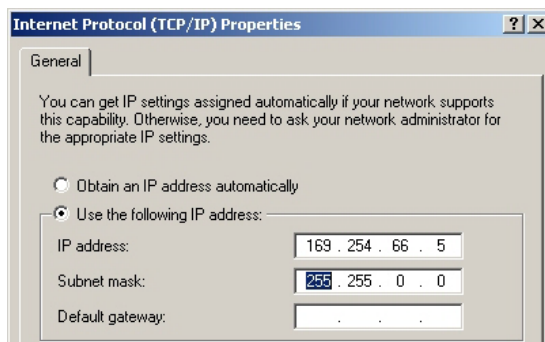 Internet Protocol (TCP/IP) Properties ? X
General
You can get IP settings assigned automatically if your network supports
this capability. Otherwise, you need to ask your network administrator for
the appropriate IP settings.
Obtain an IP address automatically
Use the following IP address:
IP address: 169 . 254 . 66 . 5
Subnet mask: 255 . 255 . 0 . 0
Default gateway: . . .